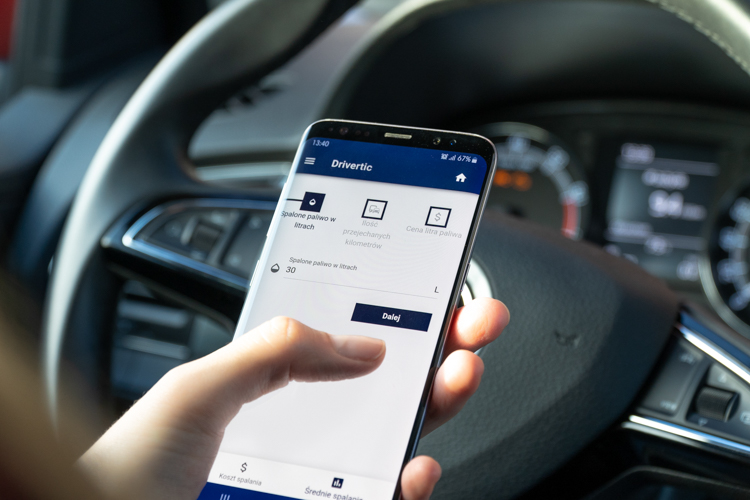 13:40
67%
Drivertic
Spalone paliwo w
litrach
Ilość
przejechanych
kilometrów
$
Cena litra paliwa
Spalone paliwo w litrach
30
L
Dalej
$
Koszt spalania
Średnie spalanie